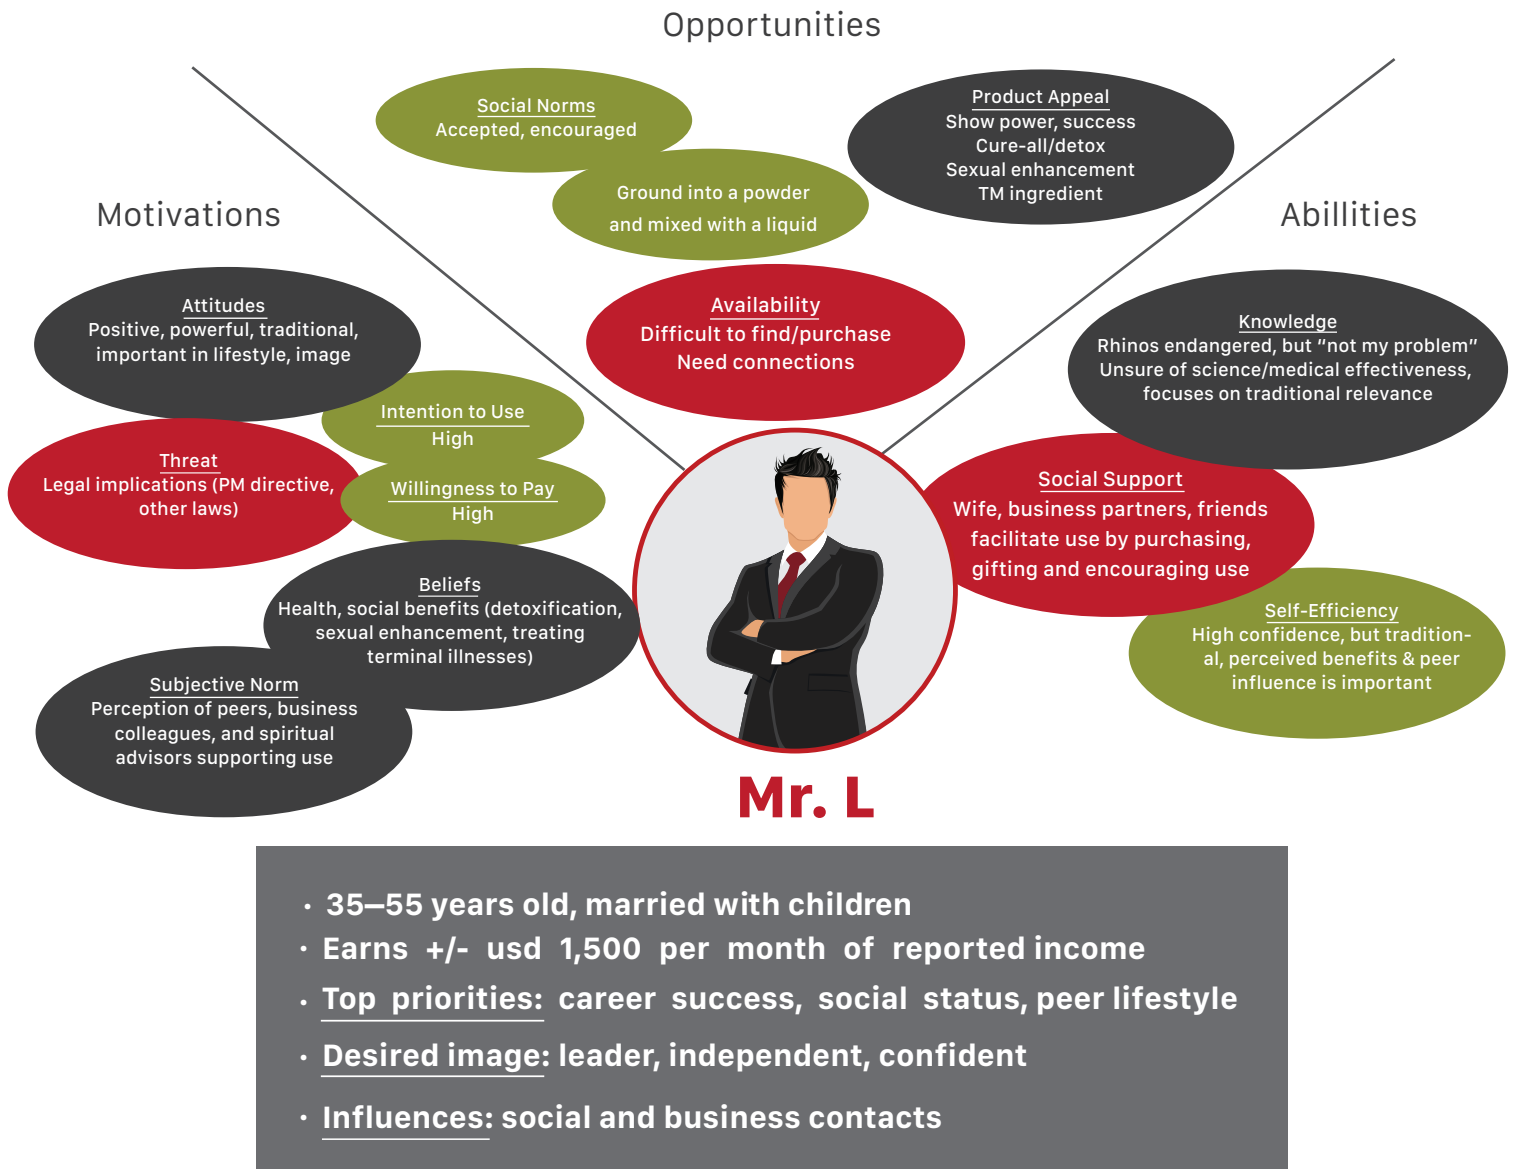 Opportunities
Social Norms
Accepted, encouraged
Ground into a powder
and mixed with a liquid
Product Appeal
Show power, success
Cure-all/detox
Sexual enhancement
TM ingredient
Availability
Difficult to find/purchase
Need connections
Motivations
Attitudes
Positive, powerful, traditional,
important in lifestyle, image
Intention to Use
High
Threat
Legal implications (PM directive,
other laws)
Willingness to Pay
High
Beliefs
Health, social benefits (detoxification,
sexual enhancement, treating
terminal illnesses)
Subjective Norm
Perception of peers, business
colleagues, and spiritual
advisors supporting use
Abillities
Knowledge
Rhinos endangered, but “not my problem”
Unsure of science/medical effectiveness,
focuses on traditional relevance
Social Support
Wife, business partners, friends
facilitate use by purchasing,
gifting and encouraging use
Self-Efficiency
High confidence, but tradition-
al, perceived benefits & peer
influence is important
Mr. L
· 35–55 years old, married with children
· Earns +/- usd 1,500 per month of reported income
· Top priorities: career success, social status, peer lifestyle
· Desired image: leader, independent, confident
· Influences: social and business contacts